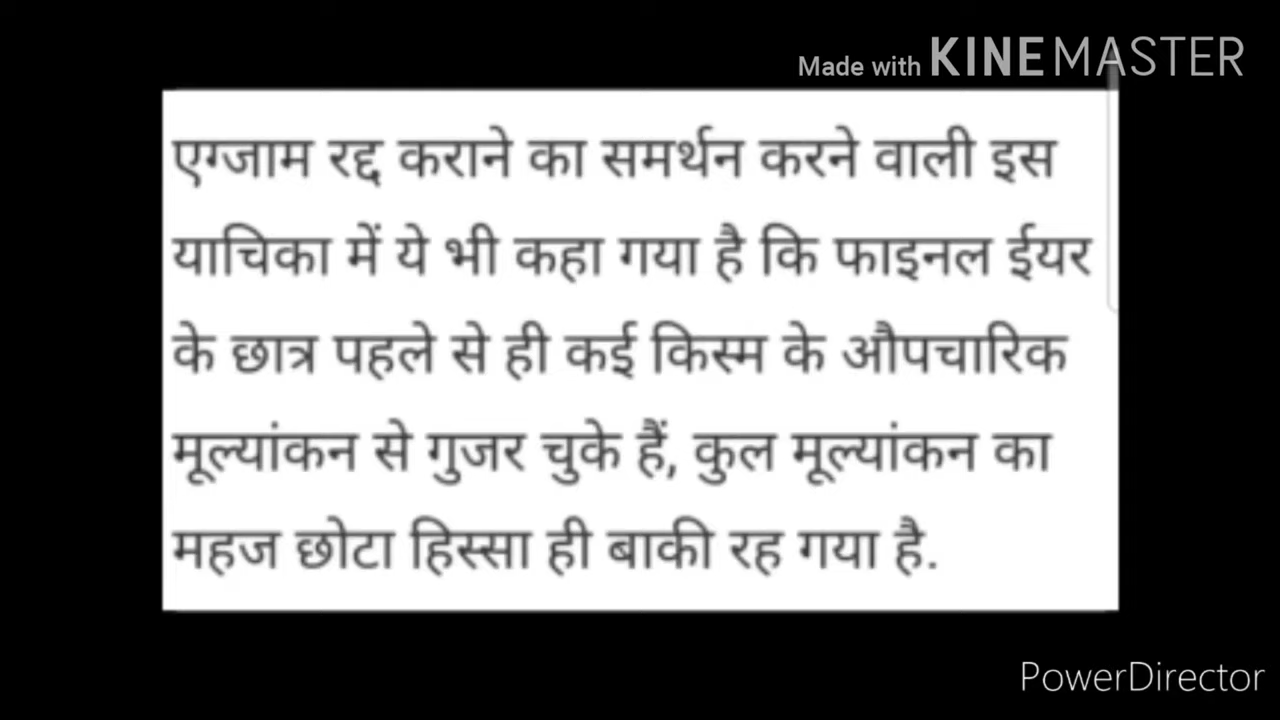 Made with KINEMASTER
एग्जाम रद्द कराने का समर्थन करने वाली इस
याचिका में ये भी कहा गया है कि फाइनल ईयर
के छात्र पहले से ही कई किस्म के औपचारिक
मूल्यांकन से गुजर चुके हैं, कुल मूल्यांकन का
महज छोटा हिस्सा ही बाकी रह गया है.
PowerDirector